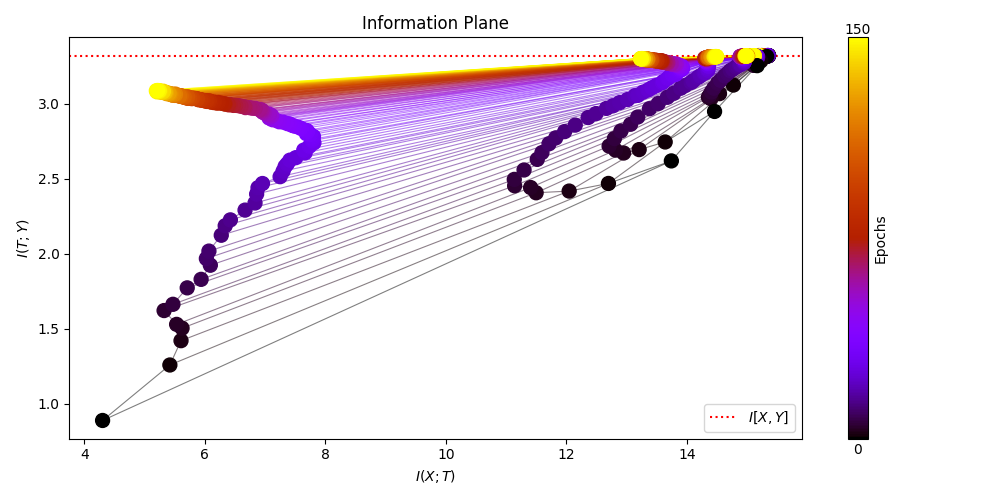 Information Plane
150
3.0
2.5
2.0
1.5
1.0
I(T; Y)
4 6 8 10 12 14
I(X; T)
I[X, Y]
Epochs
0